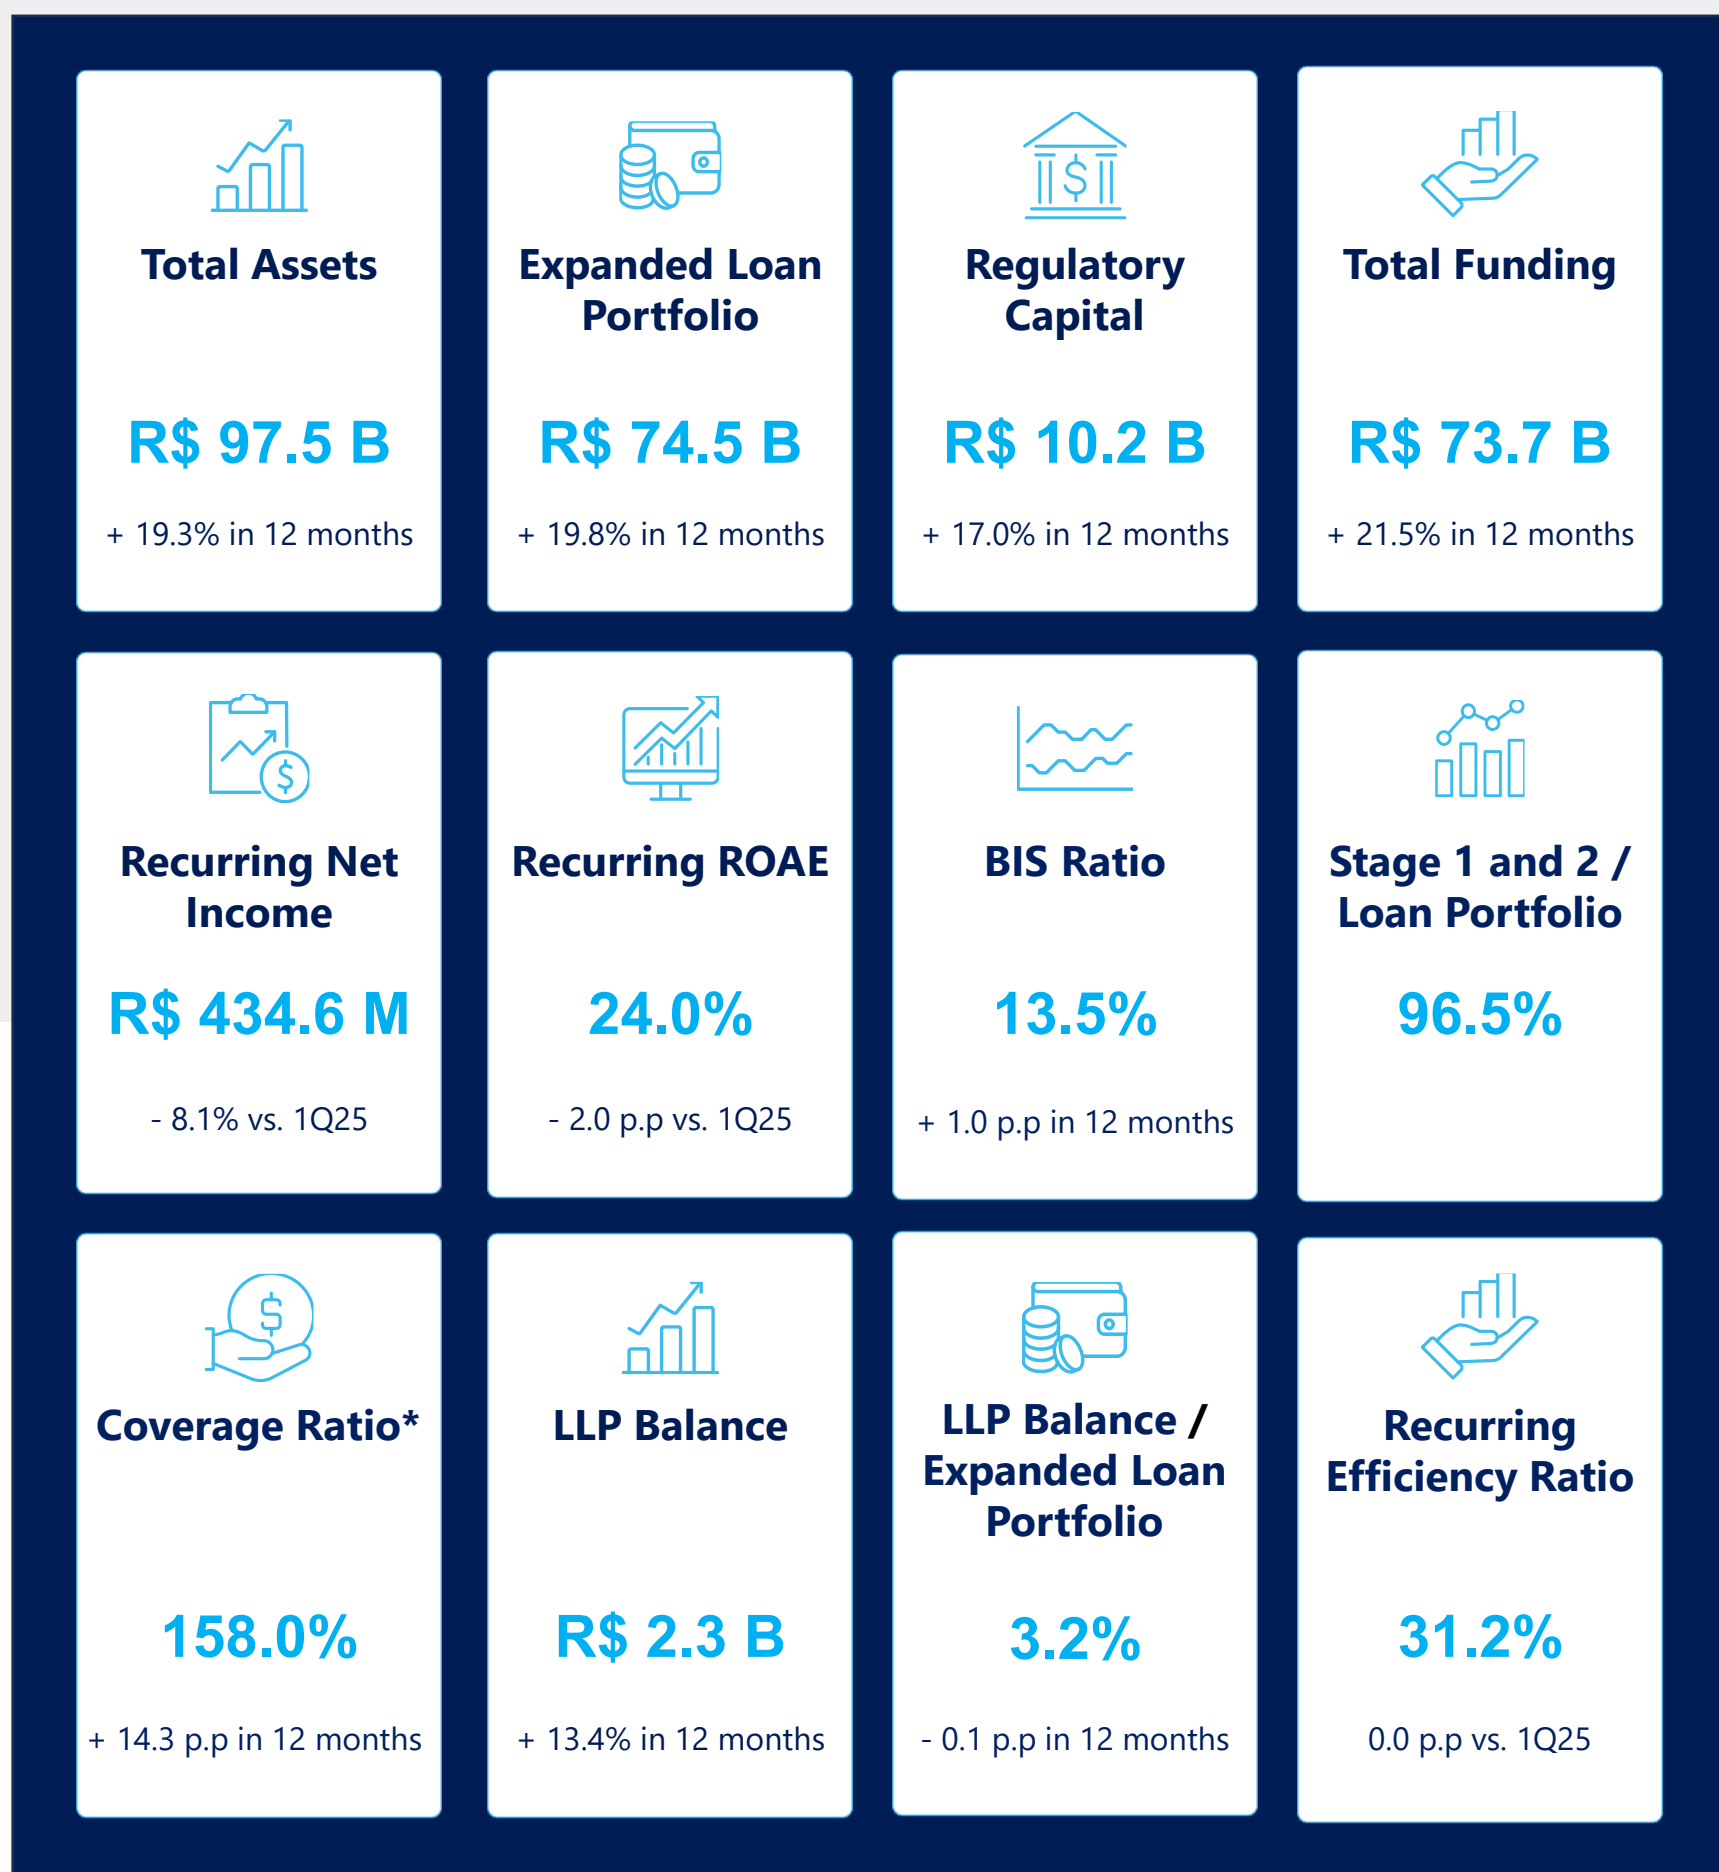 Total Assets
R$ 97.5 B
+ 19.3% in 12 months
Expanded Loan
Portfolio
R$ 74.5 B
+ 19.8% in 12 months
Regulatory
Capital
R$ 10.2 B
+ 17.0% in 12 months
Total Funding
R$ 73.7 B
+ 21.5% in 12 months
Recurring Net
Income
R$ 434.6 M
- 8.1% vs. 1Q25
Recurring ROAE
24.0%
- 2.0 p.p vs. 1Q25
BIS Ratio
13.5%
+ 1.0 p.p in 12 months
Stage 1 and 2 /
Loan Portfolio
96.5%
Coverage Ratio*
158.0%
+ 14.3 p.p in 12 months
LLP Balance
R$ 2.3 B
+ 13.4% in 12 months
LLP Balance /
Expanded Loan
Portfolio
3.2%
- 0.1 p.p in 12 months
Recurring
Efficiency Ratio
31.2%
0.0 p.p vs. 1Q25